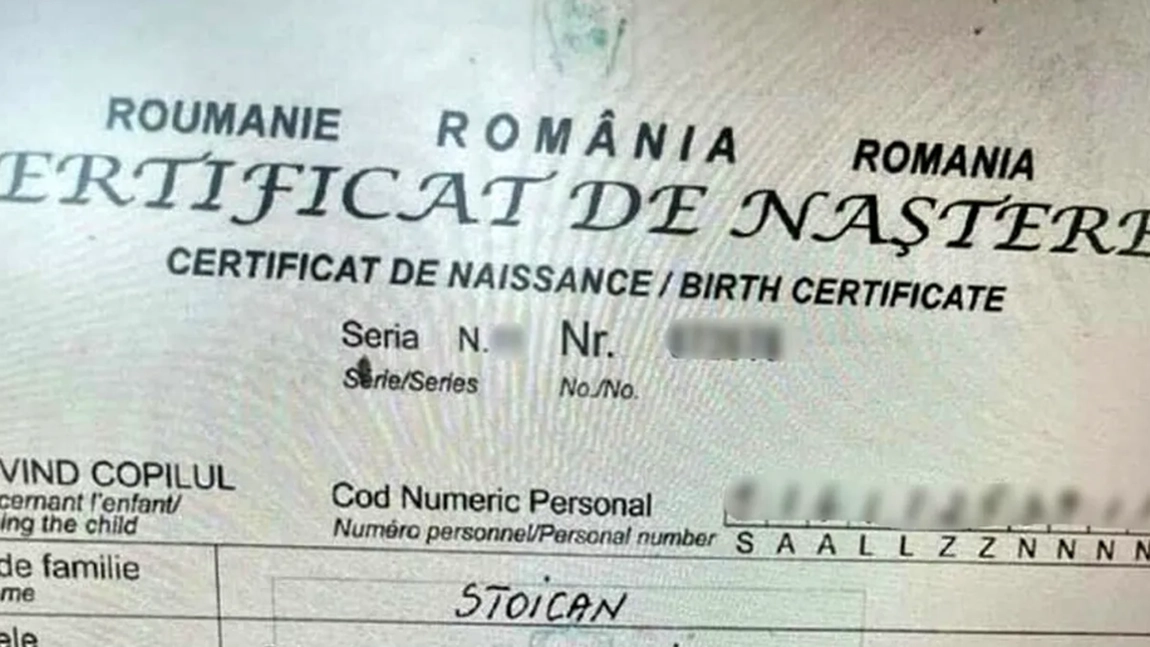 ROUMANIE ROMÂNIA ROMANIA
ERTIFICAT DE NAŞTERE
CERTIFICAT DE NAISSANCE / BIRTH CERTIFICATE
Seria N. Nr.
Série/Series No./No.
VIND COPILUL
cernant l'enfant/
ing the child
Cod Numeric Personal
Numéro personnel/Personal number
S A A L L Z Z N N N N
de familie
me
STOICAN
ele